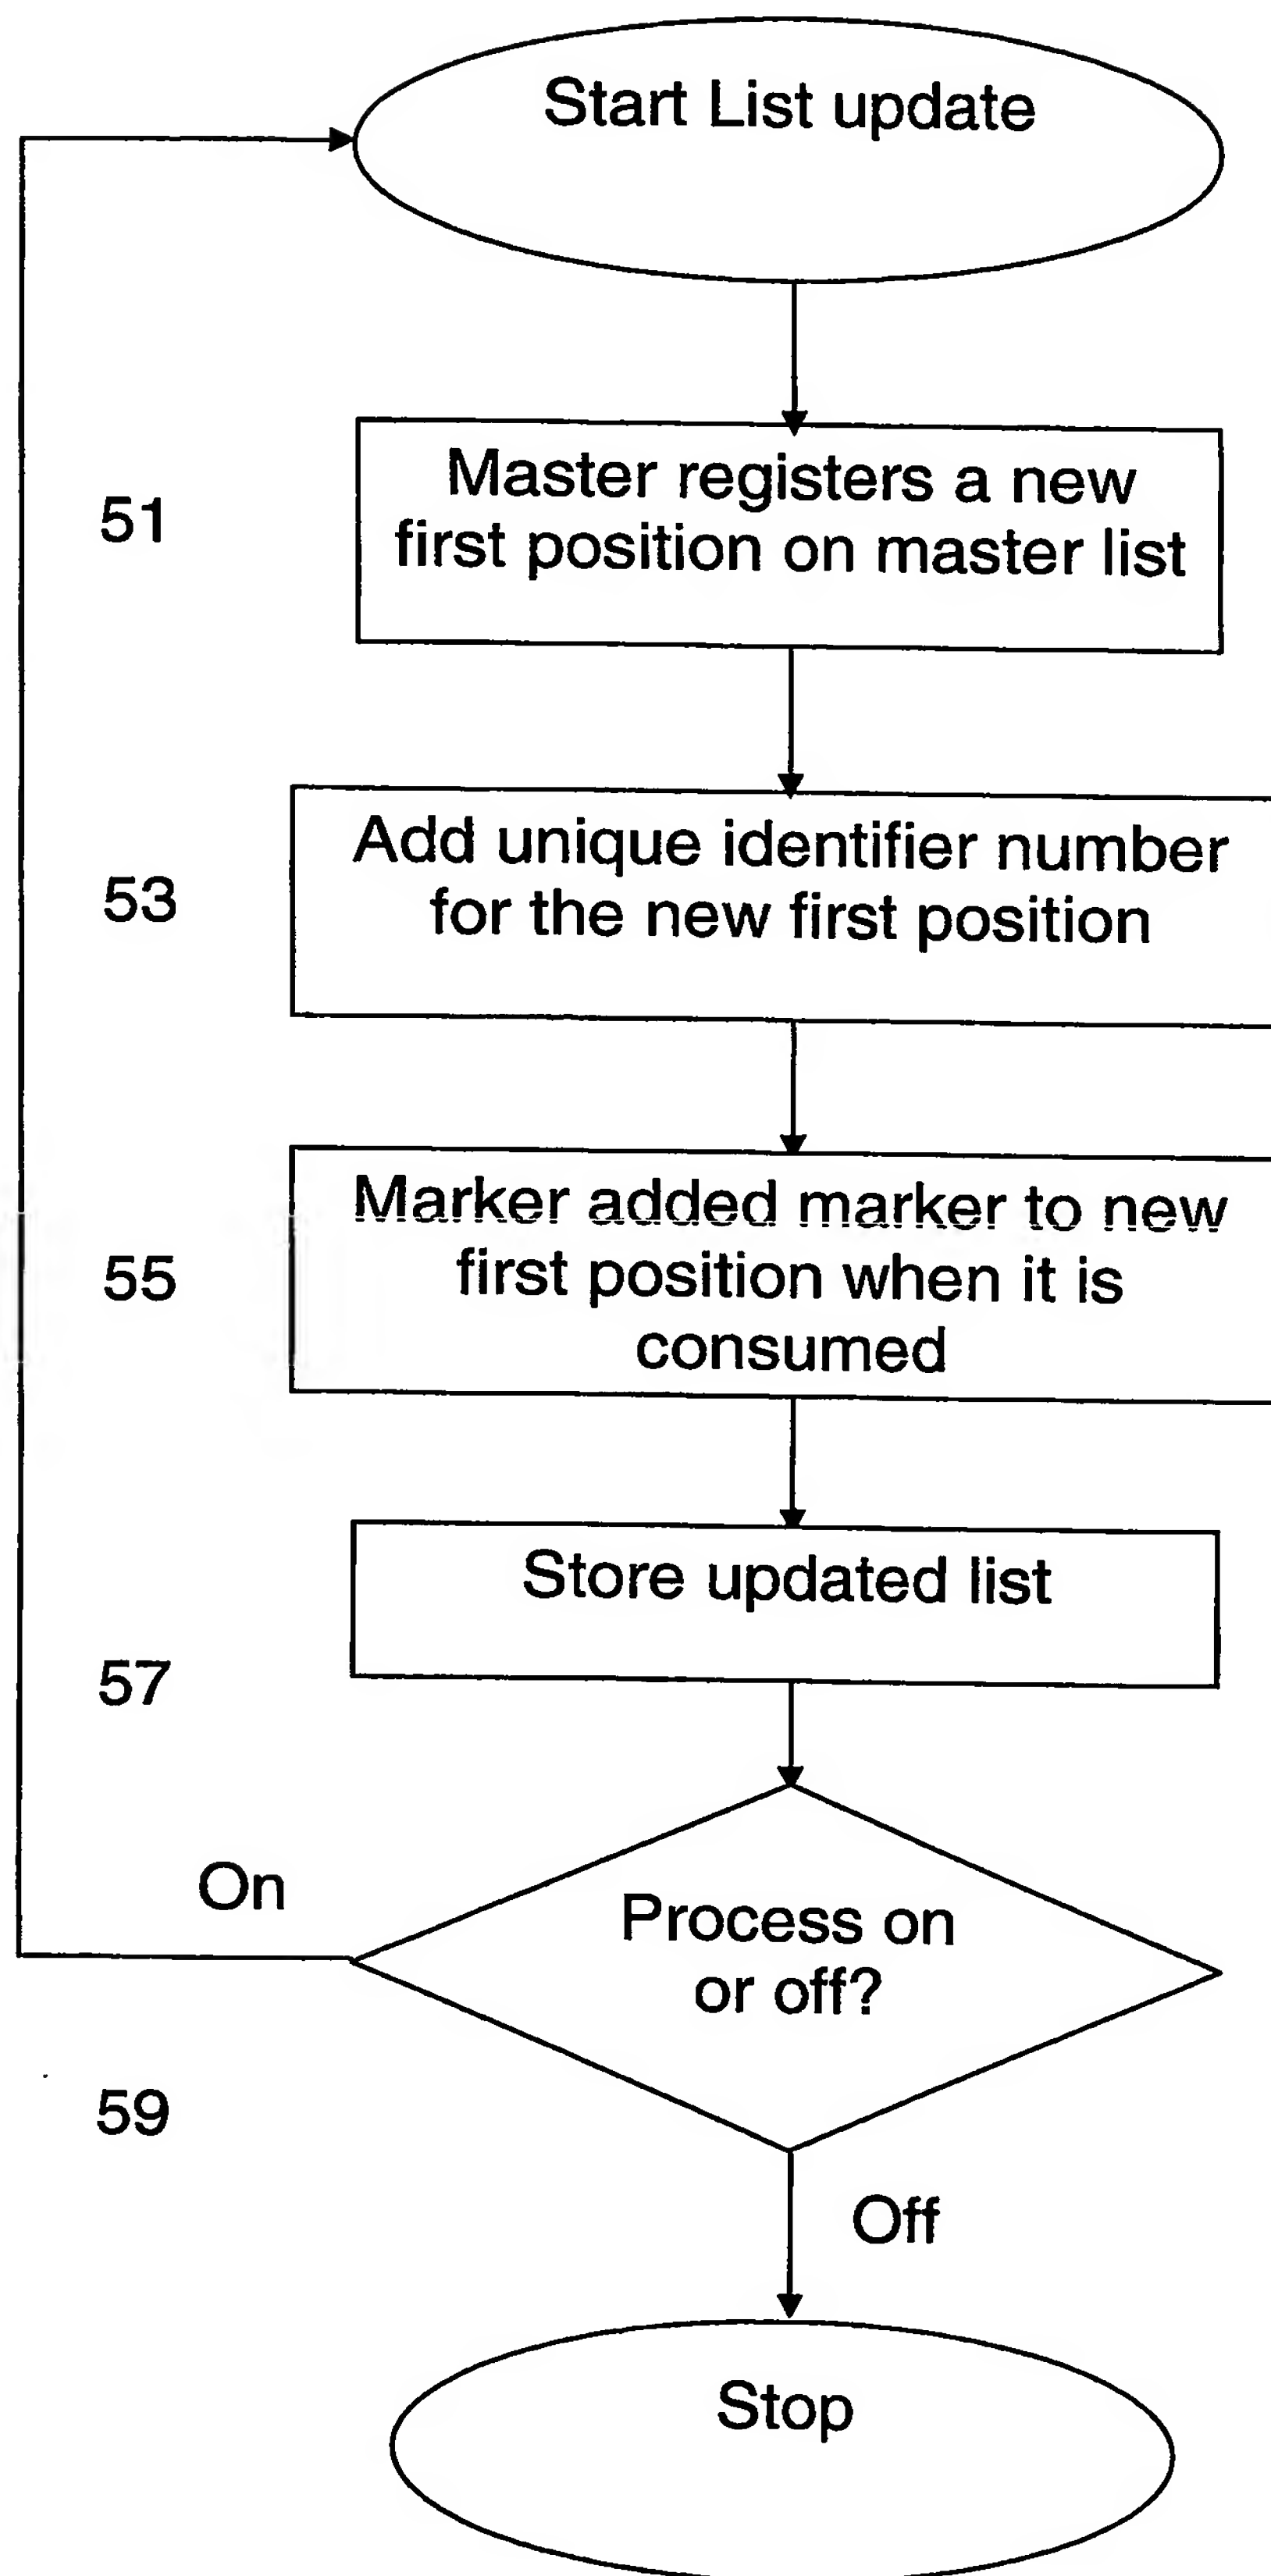 Start List update
51
Master registers a new
first position on master list
53
Add unique identifier number
for the new first position
55
Marker added marker to new
first position when it is
consumed
Store updated list
57
On
Process on
or off?
59
Off
Stop